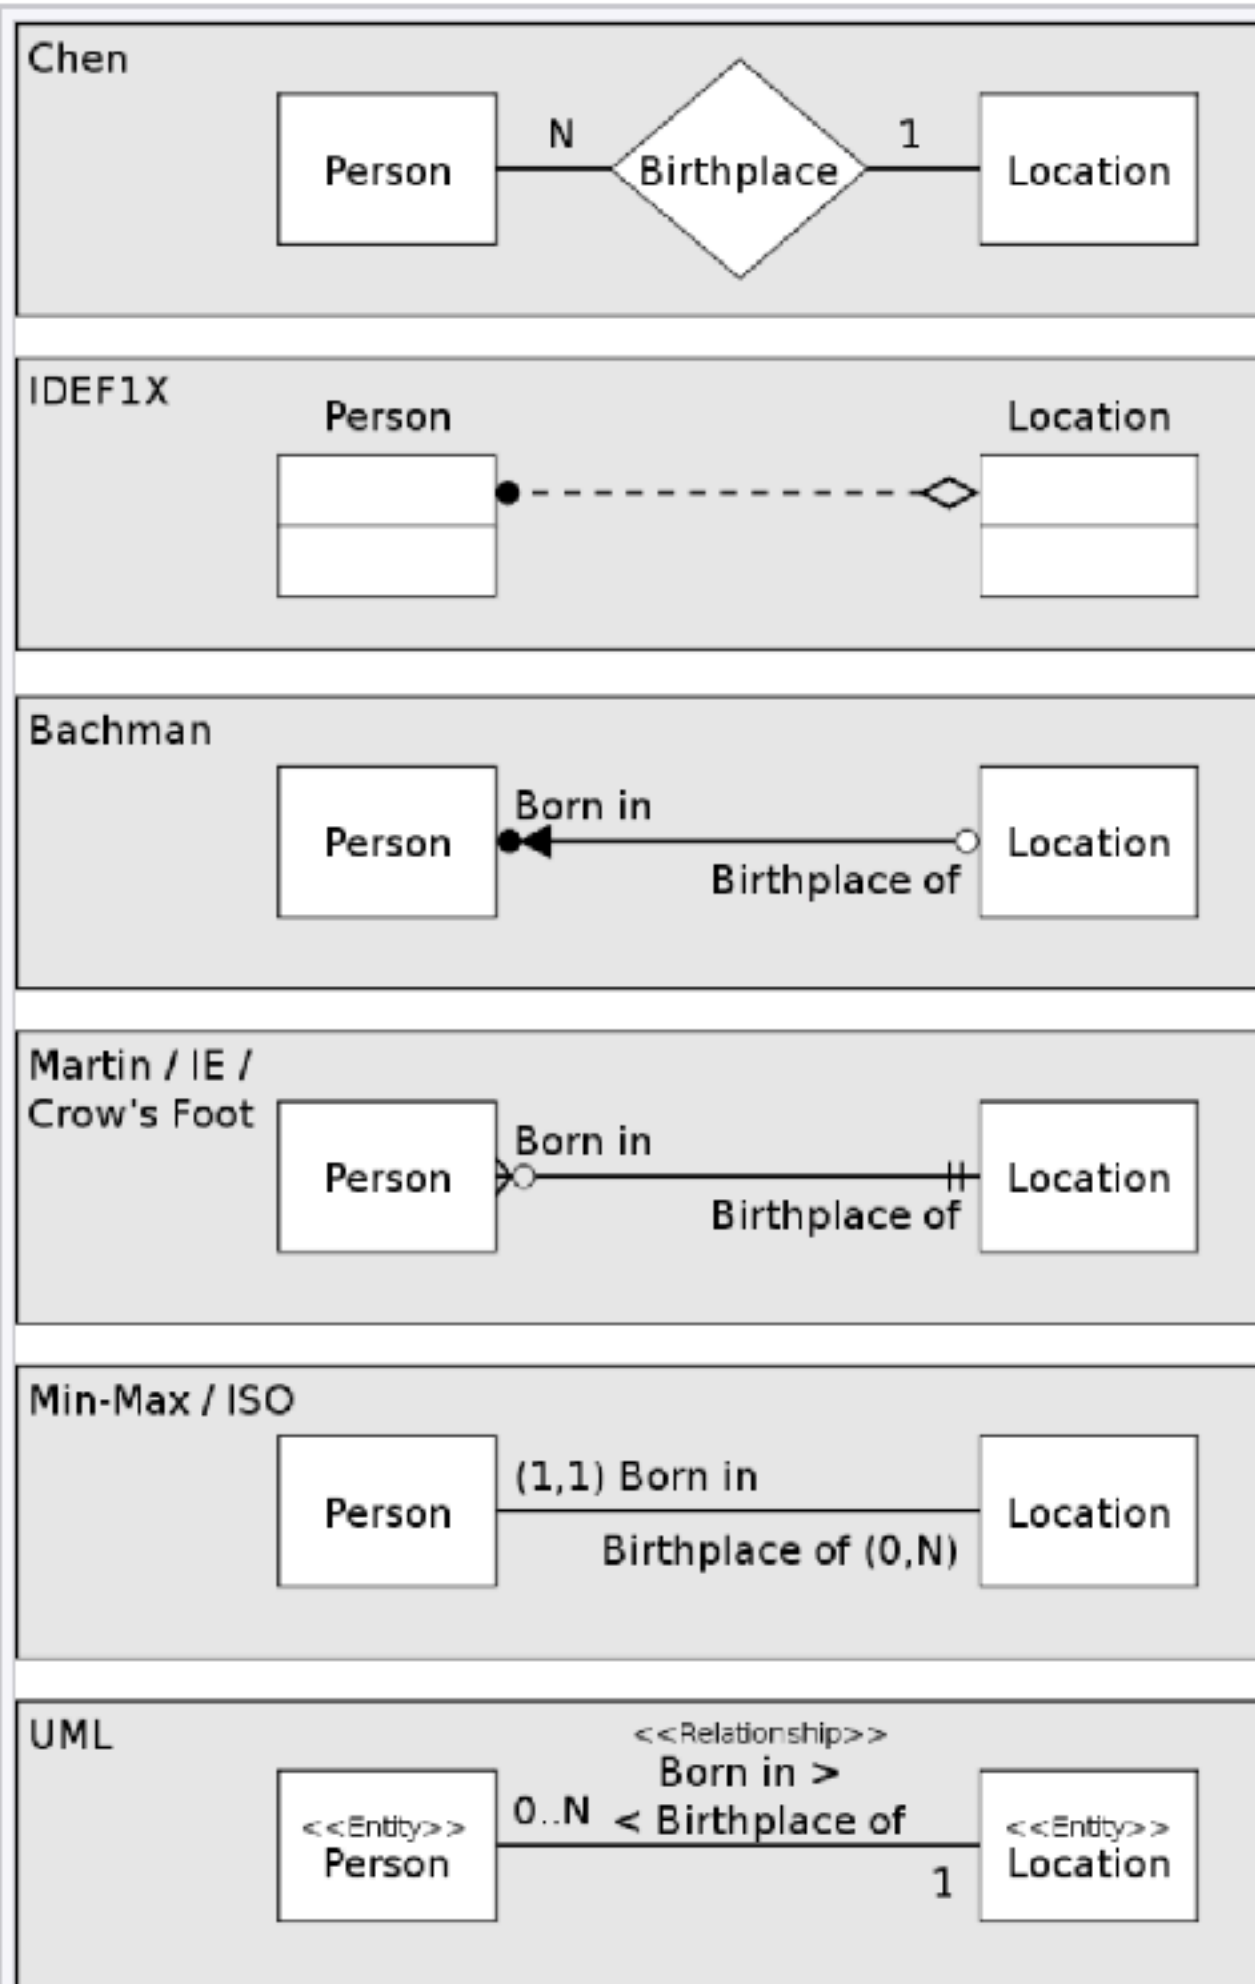 Chen
Person
N
Birthplace
1
Location
IDEF1X
Person
Location
Bachman
Person
Born in
Birthplace of
Location
Martin / IE /
Crow's Foot
Person
Born in
Birthplace of
Location
Min-Max / ISO
Person
(1,1) Born in
Birthplace of (0,N)
Location
UML
<<Entity>>
Person
0..N
<<Relationship>>
Born in >
< Birthplace of
1
<<Entity>>
Location